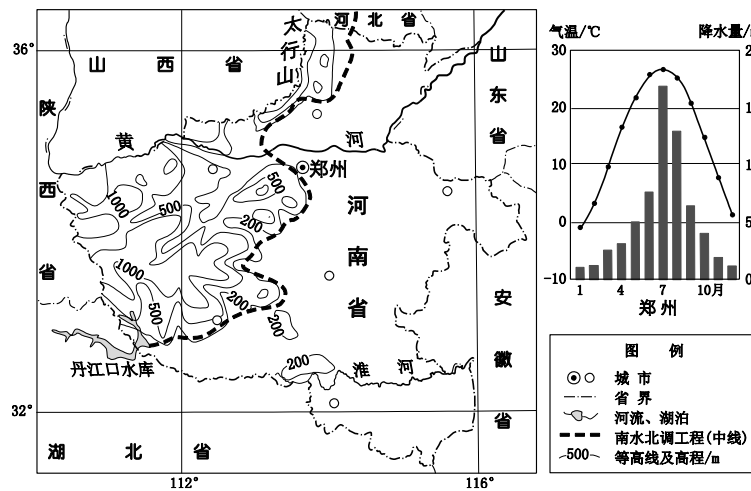 36°
32°
112°
116°
山 西 省
太行山
河 北 省
山东省
陕西省
黄
河
郑州
河南省
安徽省
淮 河
丹江口水库
湖 北 省
1000
500
500
200
1000
500
200
200
200
气温/℃
降水量/
30
20
10
0
-10
1
4
7
10月
郑 州
图 例
城 市
省 界
河流、湖泊
南水北调工程(中线)
500
等高线及高程/m